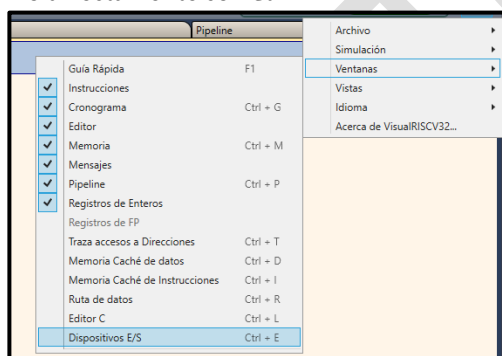 Pipeline
Archivo
Simulación
Ventanas
Vistas
Idioma
Acerca de VisualRISCV32...
Guía Rápida F1
Instrucciones
Cronograma Ctrl + G
Editor
Memoria Ctrl + M
Mensajes
Pipeline Ctrl + P
Registros de Enteros
Registros de FP
Traza accesos a Direcciones Ctrl + T
Memoria Caché de datos Ctrl + D
Memoria Caché de Instrucciones Ctrl + I
Ruta de datos Ctrl + R
Editor C Ctrl + L
Dispositivos E/S Ctrl + E